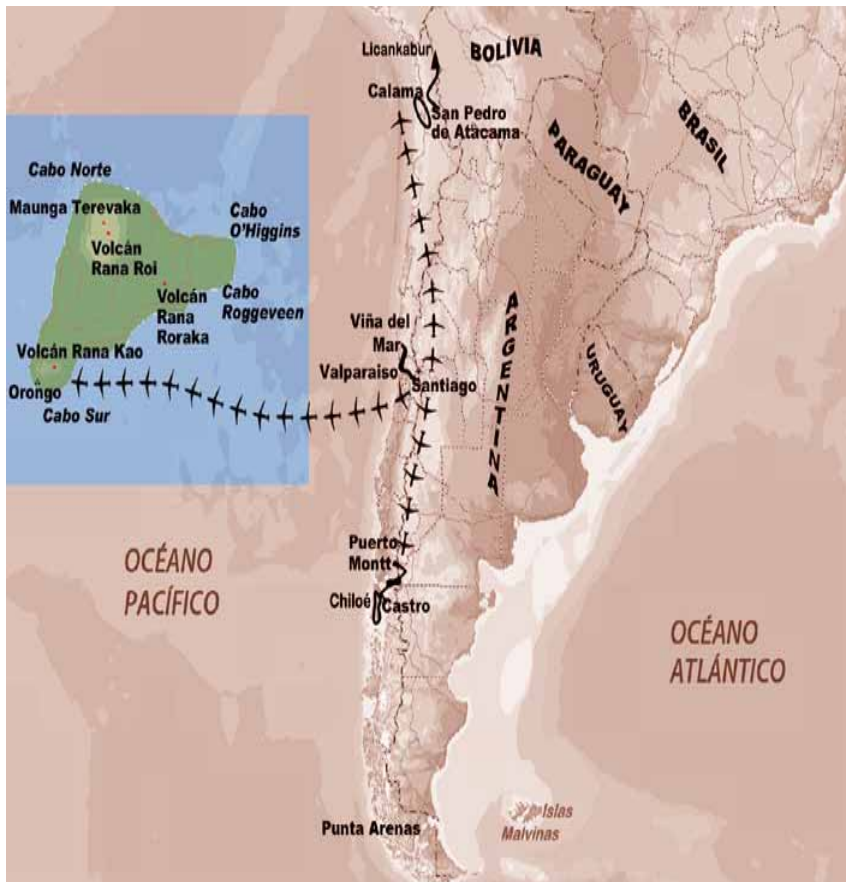 Licankabur
BOLÍVIA
Calama
San Pedro
de Atacama
PARAGUAY
BRASIL
Cabo Norte
Maunga Terevaka
Volcán
Rana Roi
Cabo
O'Higgins
Volcán
Rana
Roraka
Cabo
Roggeveen
Volcán Rana Kao
Orongo
Cabo Sur
Viña del
Mar
Valparaiso
Santiago
ARGENTINA
URUGUAY
Puerto
Montt
Chiloé
Castro
OCÉANO
PACÍFICO
OCÉANO
ATLÁNTICO
Punta Arenas
Islas
Malvinas